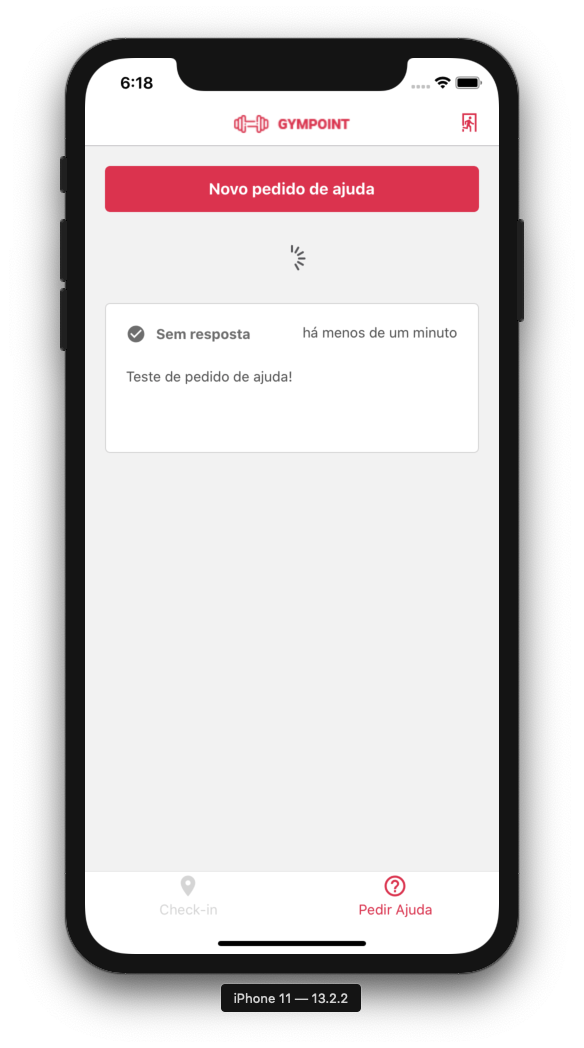 6:18
GYMPOINT
Novo pedido de ajuda
Sem resposta
há menos de um minuto
Teste de pedido de ajuda!
Check-in
Pedir Ajuda
iPhone 11 — 13.2.2